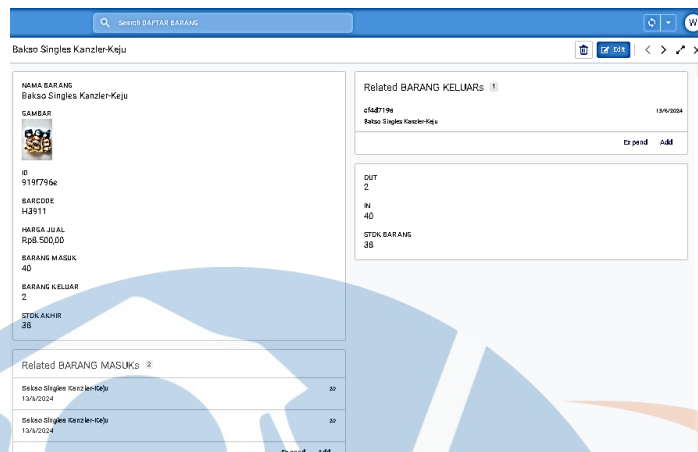 Search DAFTAR BARANG
W
Bakso Singles Kanzler-Keju
Edit
NAMA BARANG
Bakso Singles Kanzler-Keju
GAMBAR
ID
919f796e
BARCODE
H3911
HARGA JUAL
Rp8.500,00
BARANG MASUK
40
BARANG KELUAR
2
STOK AKHIR
38
Related BARANG MASUKs 2
Bakso Singles Kanzler-Keju 20
13/6/2024
Bakso Singles Kanzler-Keju 20
13/6/2024
Expand Add
Related BARANG KELUARs 1
cf4d719e 13/6/2024
Bakso Singles Kanzler-Keju
Expand Add
OUT
2
IN
40
STOK BARANG
38